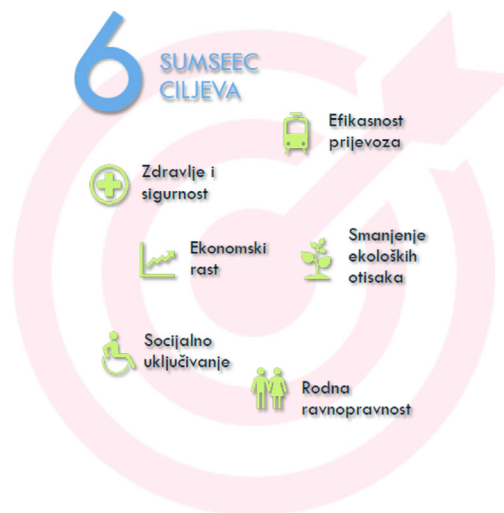 6 SUMSEEC
CILJEVA
Efikasnost
prijevoza
Zdravlje i
sigurnost
Ekonomski
rast
Smanjenje
ekoloških
otisaka
Socijalno
uključivanje
Rodna
ravnopravnost